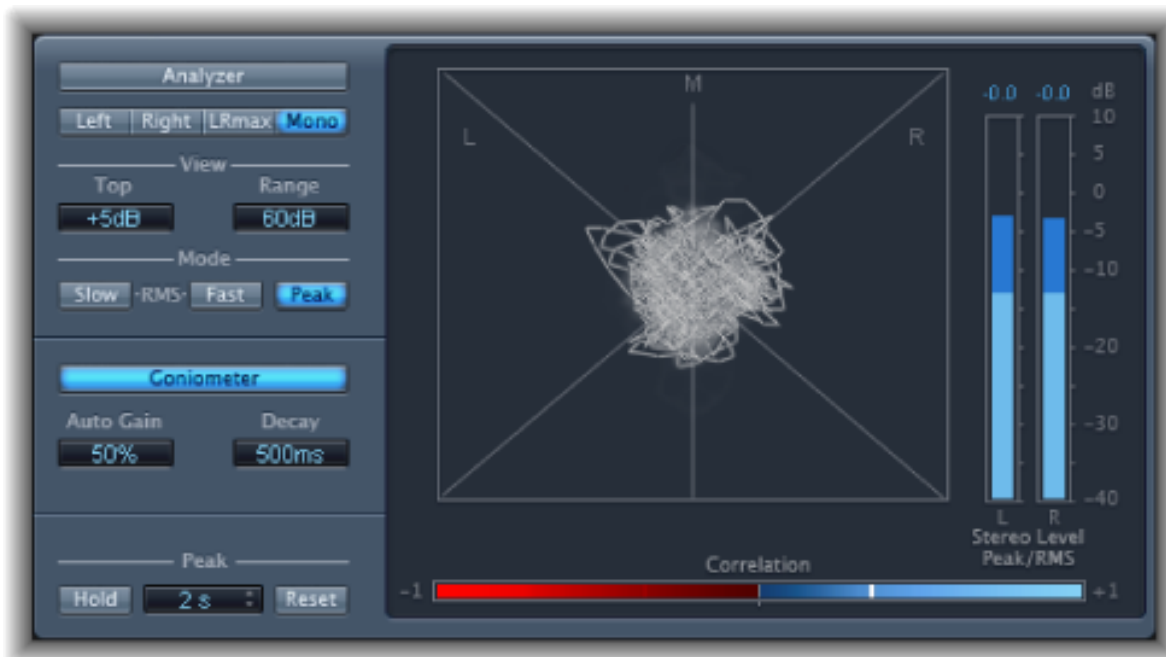 Analyzer
Left Right LRmax Mono
View
Top Range
+5dB 60dB
Mode
Slow -RMS- Fast Peak
Goniometer
Auto Gain Decay
50% 500ms
Peak
Hold 2 s Reset
M
L R
-0.0 -0.0 dB
10
5
0
-5
-10
-20
-30
-40
L R
Stereo Level
Peak/RMS
Correlation
-1 +1